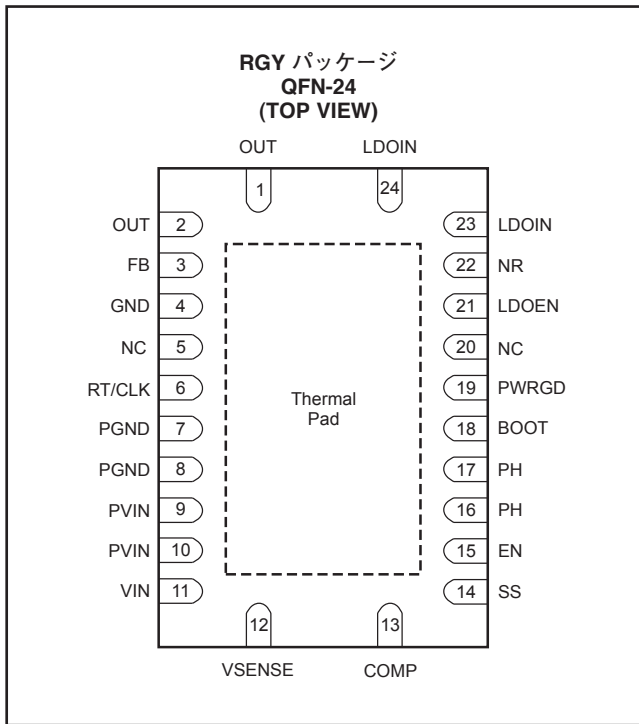 RGY パッケージ
QFN-24
(TOP VIEW)
OUT LDOIN
1 24
OUT 2 23 LDOIN
FB 3 22 NR
GND 4 21 LDOEN
NC 5 20 NC
RT/CLK 6 19 PWRGD
Thermal
Pad
PGND 7 18 BOOT
PGND 8 17 PH
PVIN 9 16 PH
PVIN 10 15 EN
VIN 11 14 SS
12 13
VSENSE COMP